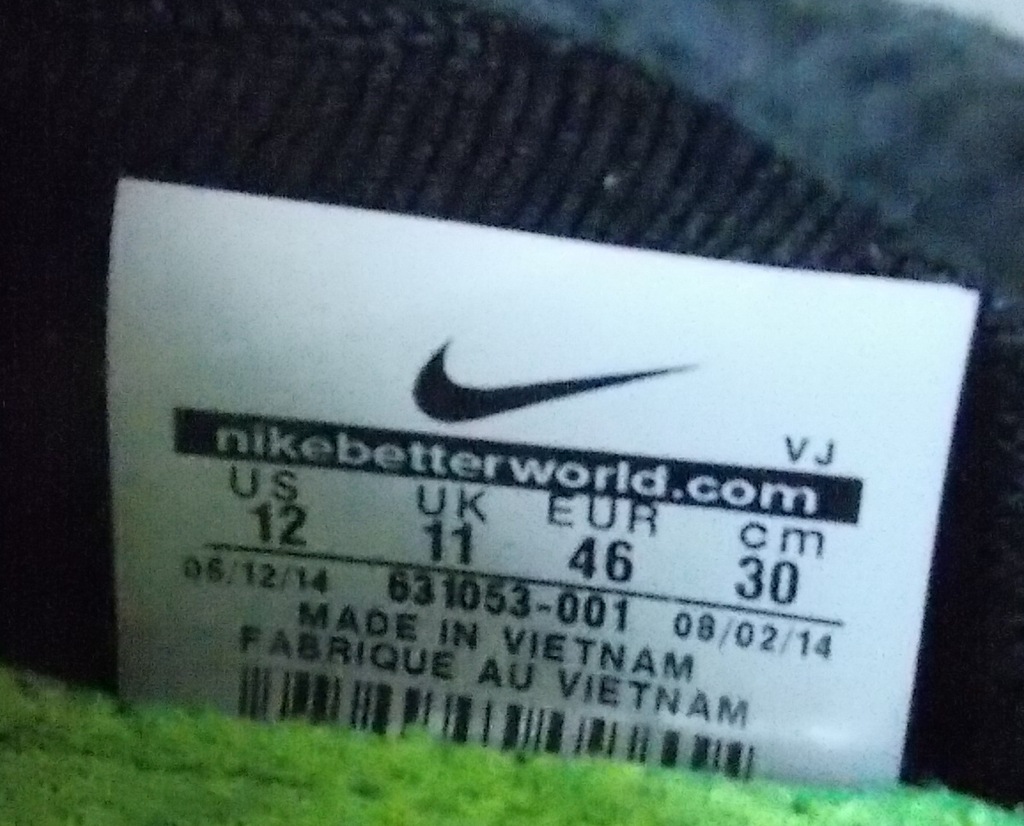 VJ
nikebetterworld.com
US UK EUR cm
12 11 46 30
05/12/14 631053-001 08/02/14
MADE IN VIETNAM
FABRIQUE AU VIETNAM